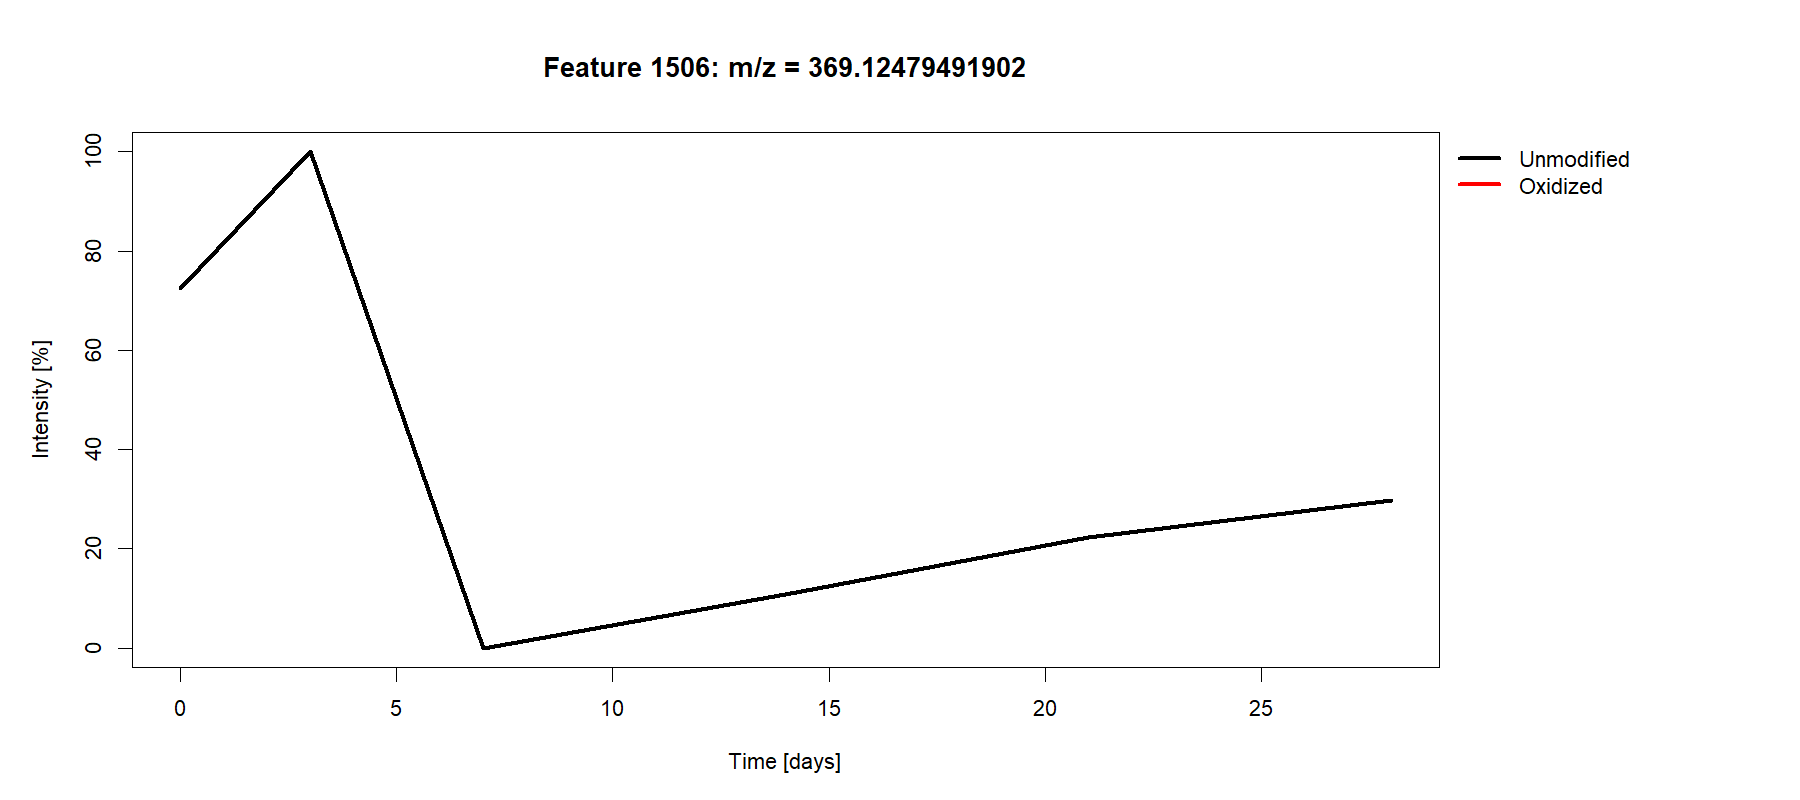 Feature 1506: m/z = 369.12479491902
Unmodified
Oxidized
Intensity [%]
100
80
60
40
20
0
0 5 10 15 20 25
Time [days]